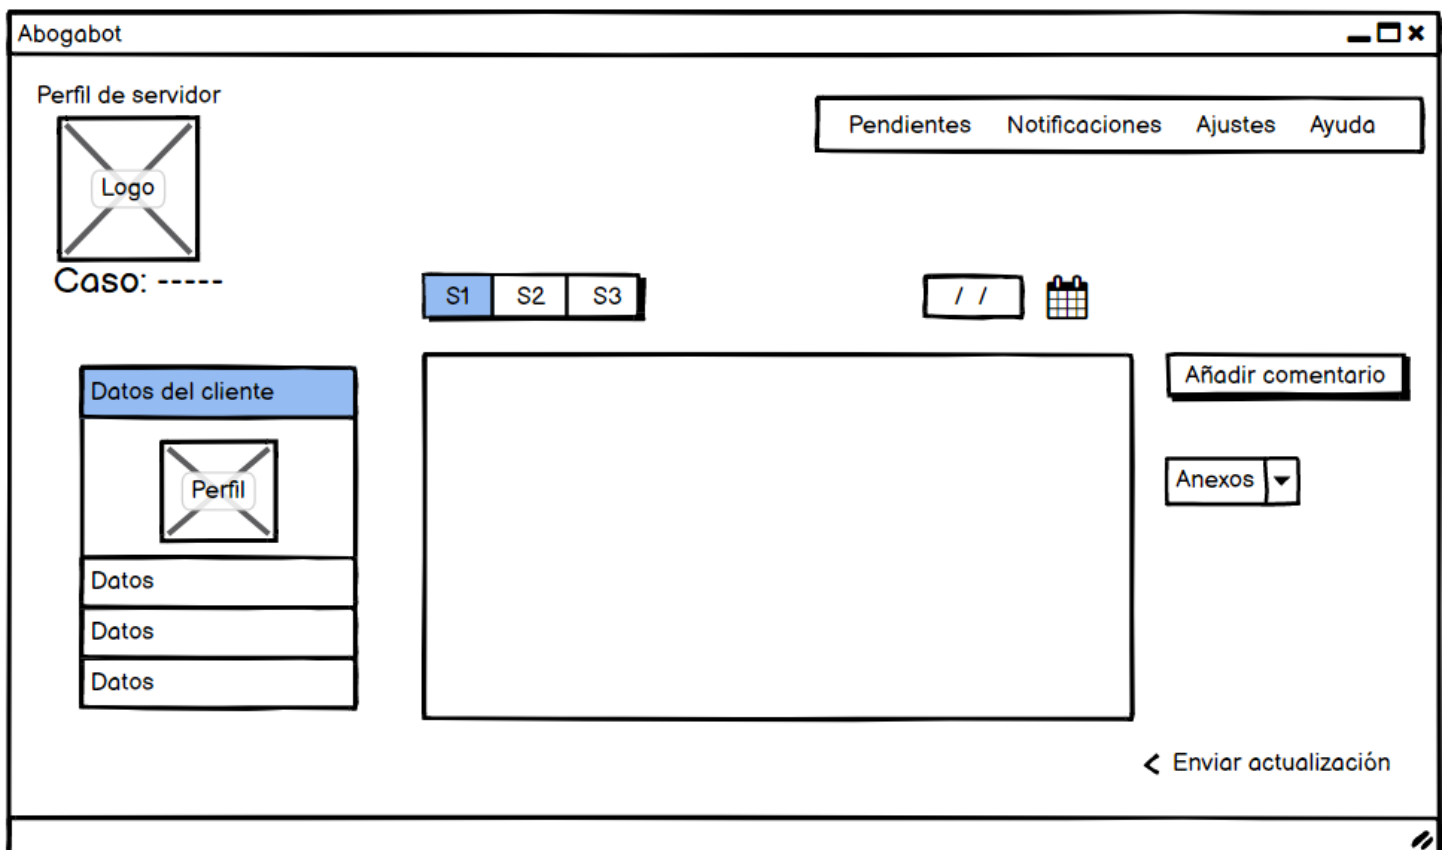 Abogabot
Perfil de servidor
Pendientes Notificaciones Ajustes Ayuda
Logo
Caso: -----
S1 S2 S3
/ /
Datos del cliente
Perfil
Datos
Datos
Datos
Añadir comentario
Anexos
Enviar actualización